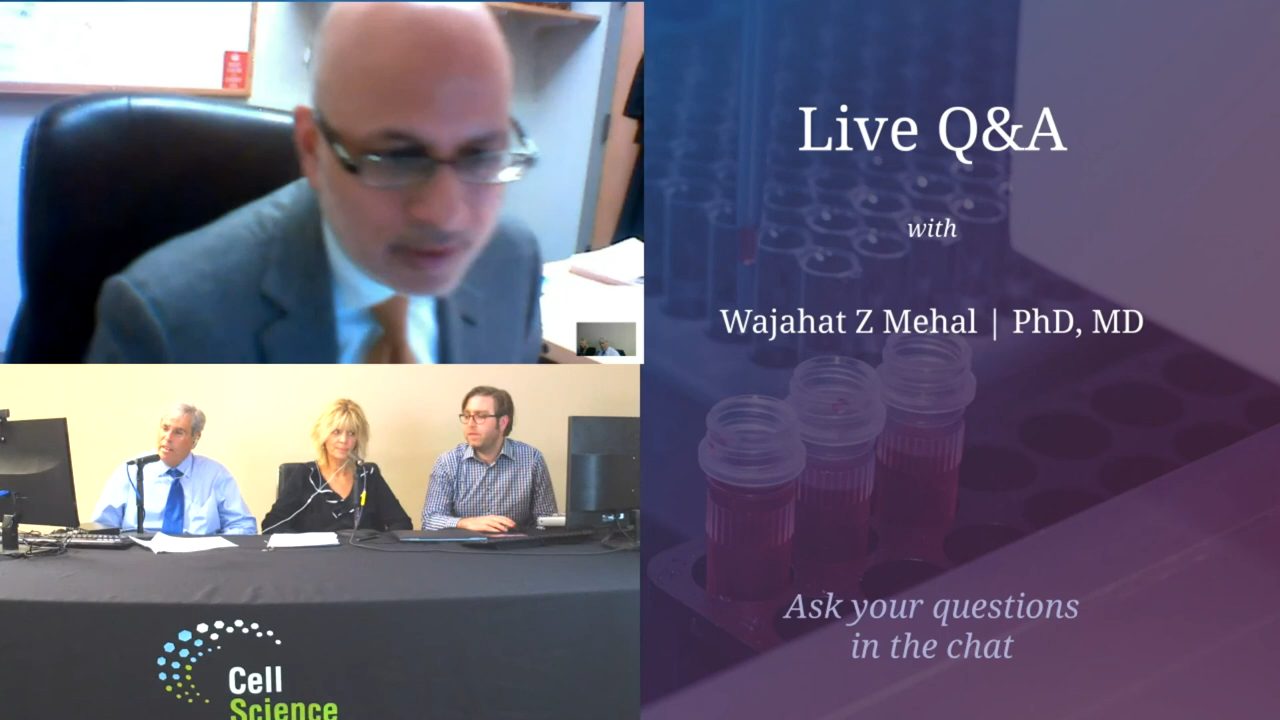 Live Q&A
with
Wajahat Z Mehal | PhD, MD
Ask your questions
in the chat
Cell
Science